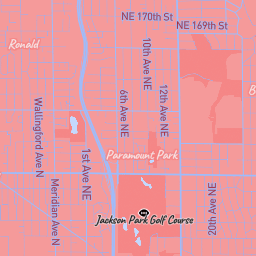 NE 170th St
NE 169th St
Ronald
10th Ave NE
6th Ave NE
12th Ave NE
Wallingford Ave N
Paramount Park
1st Ave NE
Meridian Ave N
20th Ave NE
Jackson Park Golf Course